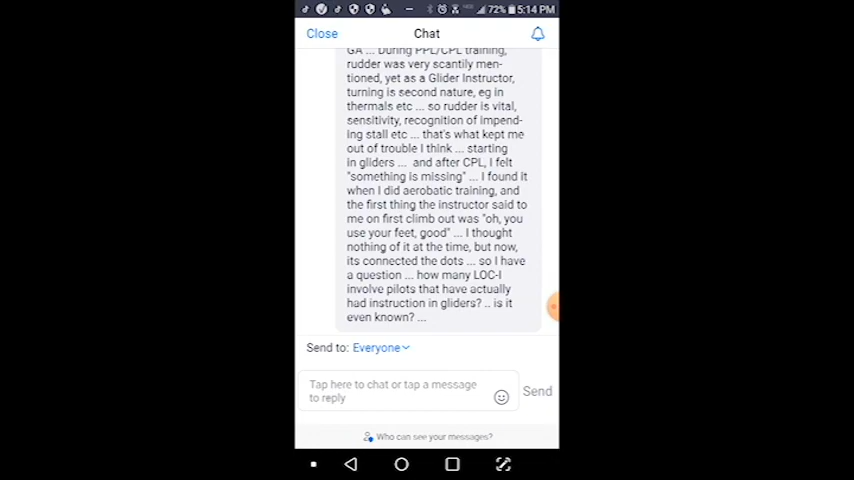 72% 5:14 PM
Close Chat
GA ... During PPL/CPL training,
rudder was very scantily men-
tioned, yet as a Glider Instructor,
turning is second nature, eg in
thermals etc ... so rudder is vital,
sensitivity, recognition of impend-
ing stall etc ... that's what kept me
out of trouble I think ... starting
in gliders ...  and after CPL, I felt
"something is missing" ... I found it
when I did aerobatic training, and
the first thing the instructor said to
me on first climb out was "oh, you
use your feet, good" ... I thought
nothing of it at the time, but now,
its connected the dots ... so I have
a question ... how many LOC-I
involve pilots that have actually
had instruction in gliders? .. is it
even known? ...
Send to: Everyone
Tap here to chat or tap a message
to reply
Send
Who can see your messages?